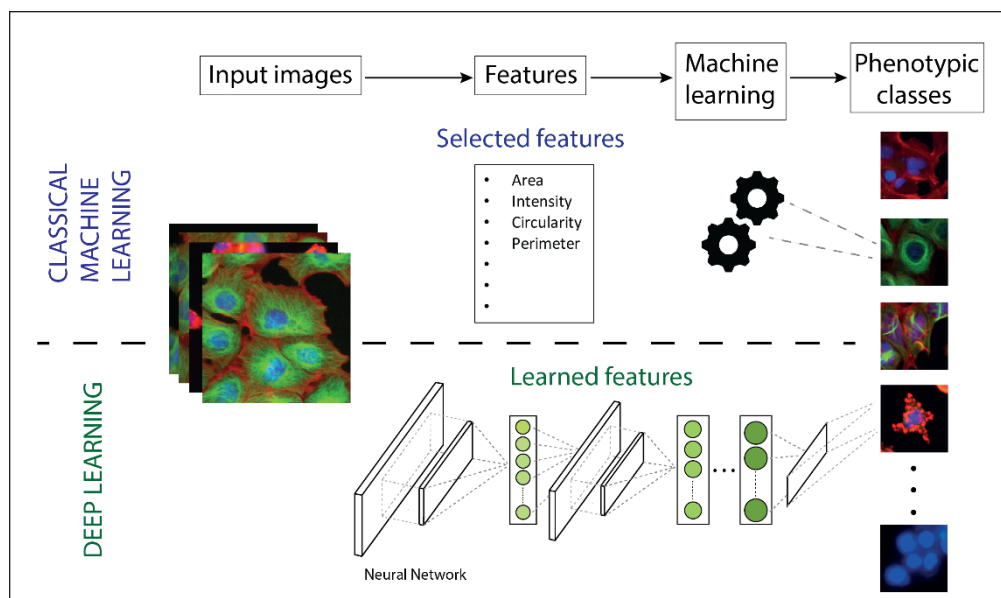 Input images
Features
Machine
learning
Phenotypic
classes
CLASSICAL
MACHINE
LEARNING
Selected features
• Area
• Intensity
• Circularity
• Perimeter
•
•
•
DEEP LEARNING
Learned features
Neural Network